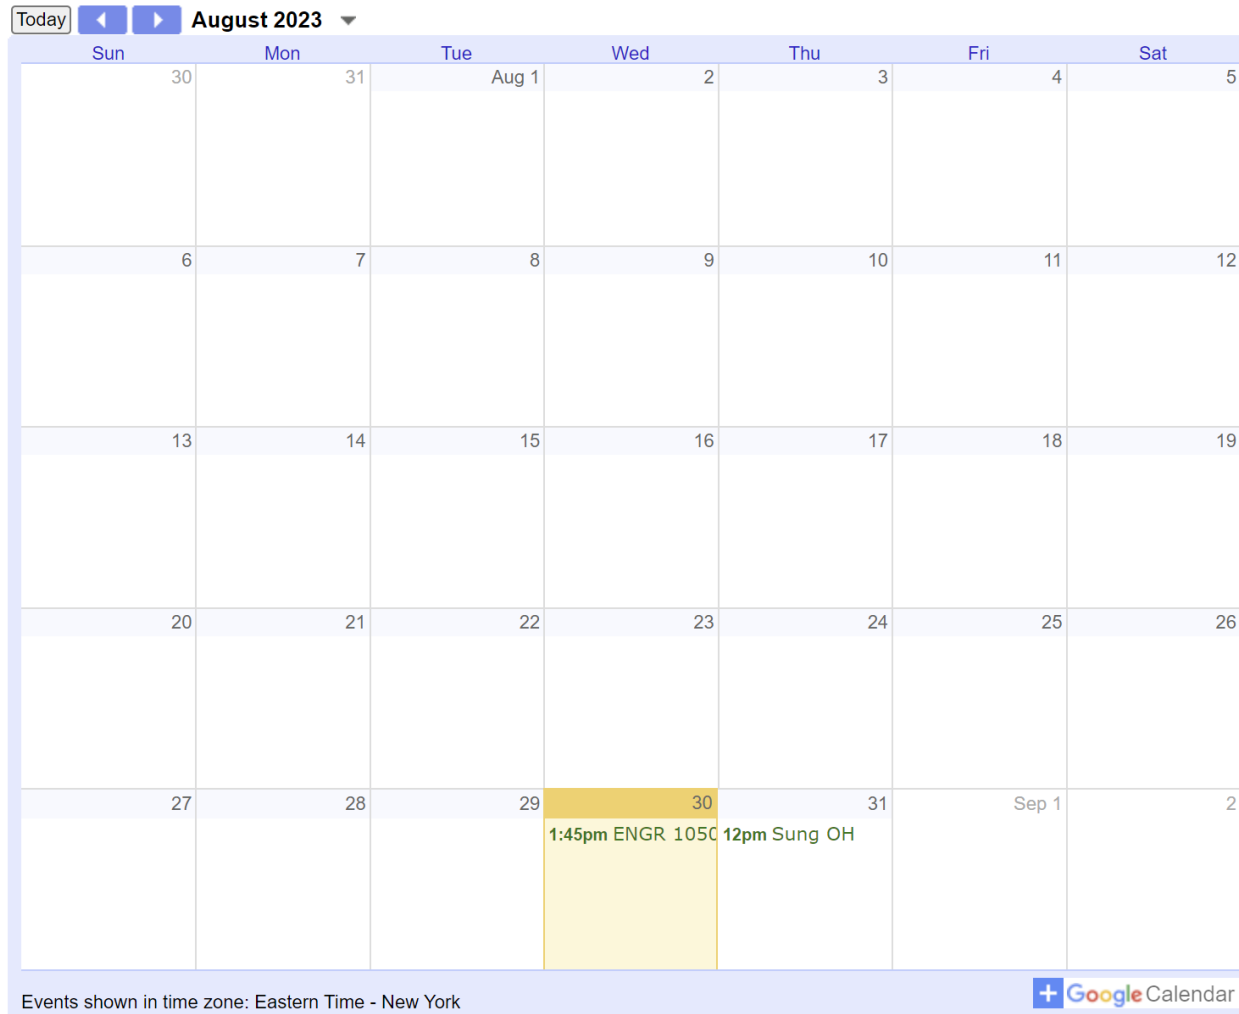 Today August 2023
Sun Mon Tue Wed Thu Fri Sat
30 31 Aug 1 2 3 4 5
6 7 8 9 10 11 12
13 14 15 16 17 18 19
20 21 22 23 24 25 26
27 28 29 30 31 Sep 1 2
1:45pm ENGR 1050 12pm Sung OH
Events shown in time zone: Eastern Time - New York
+ Google Calendar